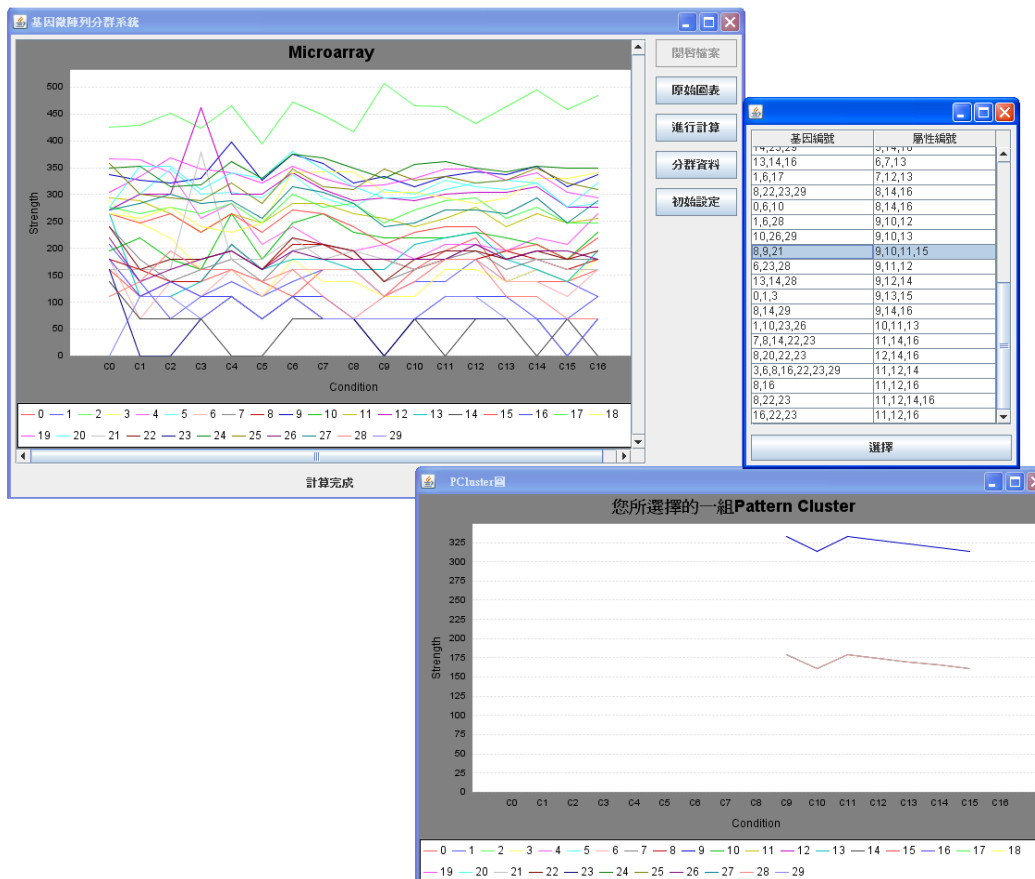 基因微陣列分群系統
Microarray
500
450
400
350
300
250
200
150
100
50
0
Strength
C0 C1 C2 C3 C4 C5 C6 C7 C8 C9 C10 C11 C12 C13 C14 C15 C16
Condition
0 1 2 3 4 5 6 7 8 9 10 11 12 13 14 15 16 17 18
19 20 21 22 23 24 25 26 27 28 29
計算完成
開啓檔案
原始圖表
進行計算
分群資料
初始設定
基因編號 屬性編號
14,23,29 5,14,16
13,14,16 6,7,13
1,6,17 7,12,13
8,22,23,29 8,14,16
0,6,10 8,14,16
1,6,28 9,10,12
10,26,29 9,10,13
8,9,21 9,10,11,15
6,23,28 9,11,12
13,14,28 9,12,14
0,1,3 9,13,15
8,14,29 9,14,16
1,10,23,26 10,11,13
7,8,14,22,23 11,14,16
8,20,22,23 12,14,16
3,6,8,16,22,23,29 11,12,14
8,16 11,12,16
8,22,23 11,12,14,16
16,22,23 11,12,16
選擇
PCluster圖
您所選擇的一組Pattern Cluster
325
300
275
250
225
200
175
150
125
100
75
50
25
0
Strength
C0 C1 C2 C3 C4 C5 C6 C7 C8 C9 C10 C11 C12 C13 C14 C15 C16
Condition
0 1 2 3 4 5 6 7 8 9 10 11 12 13 14 15 16 17 18
19 20 21 22 23 24 25 26 27 28 29